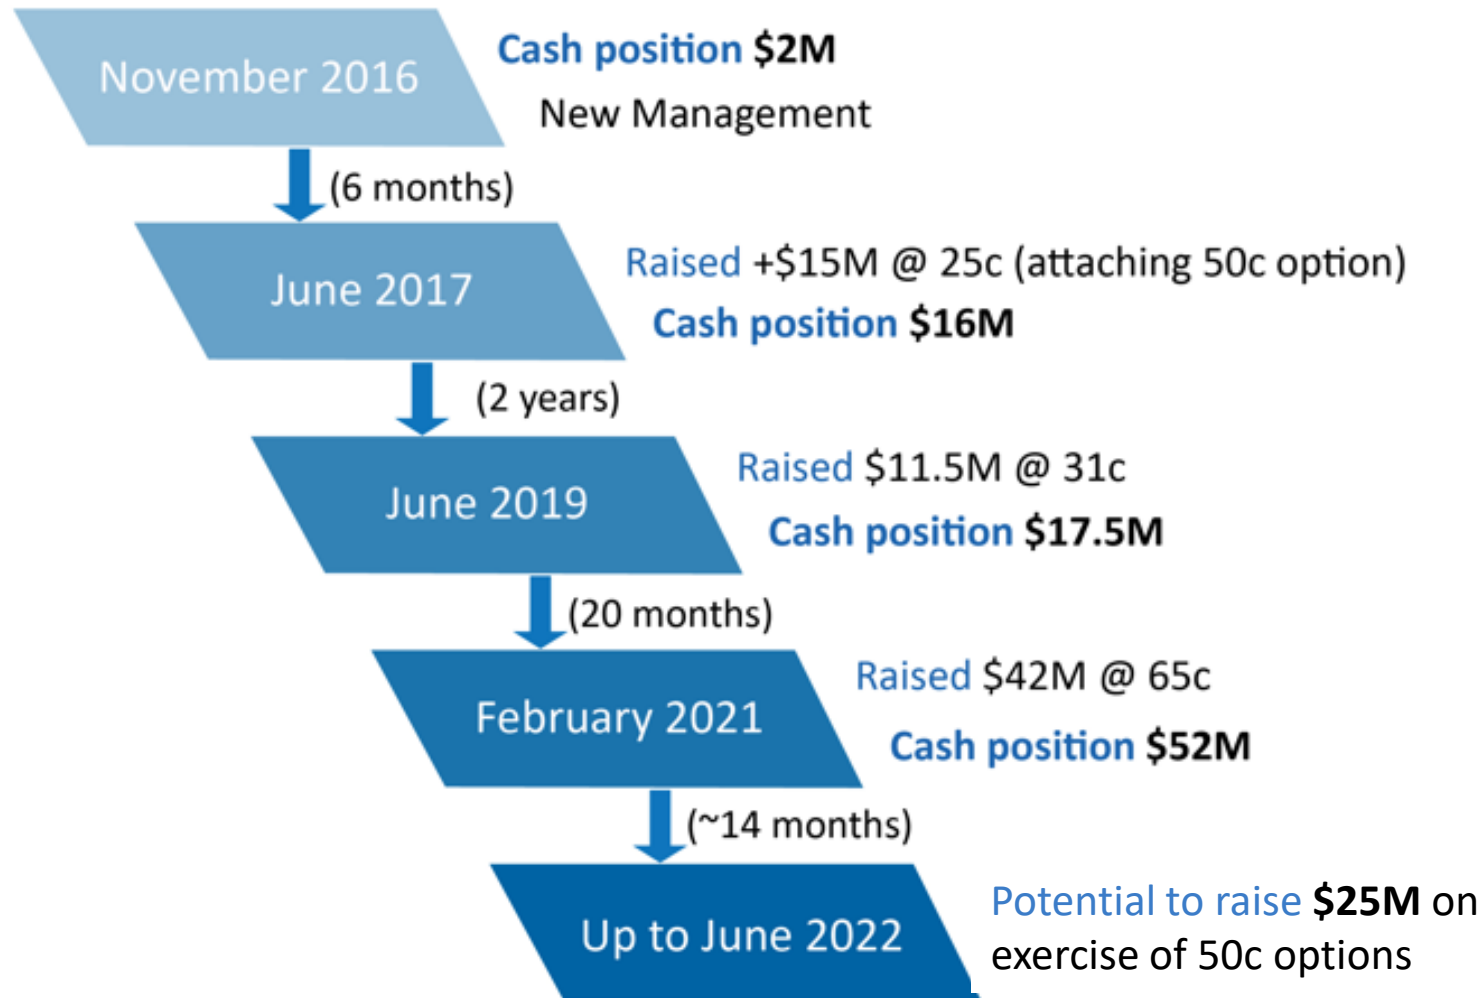 November 2016
Cash position $2M
New Management
(6 months)
June 2017
Raised +$15M @ 25c (attaching 50c option)
Cash position $16M
(2 years)
June 2019
Raised $11.5M @ 31c
Cash position $17.5M
(20 months)
February 2021
Raised $42M @ 65c
Cash position $52M
(~14 months)
Up to June 2022
Potential to raise $25M on
exercise of 50c options